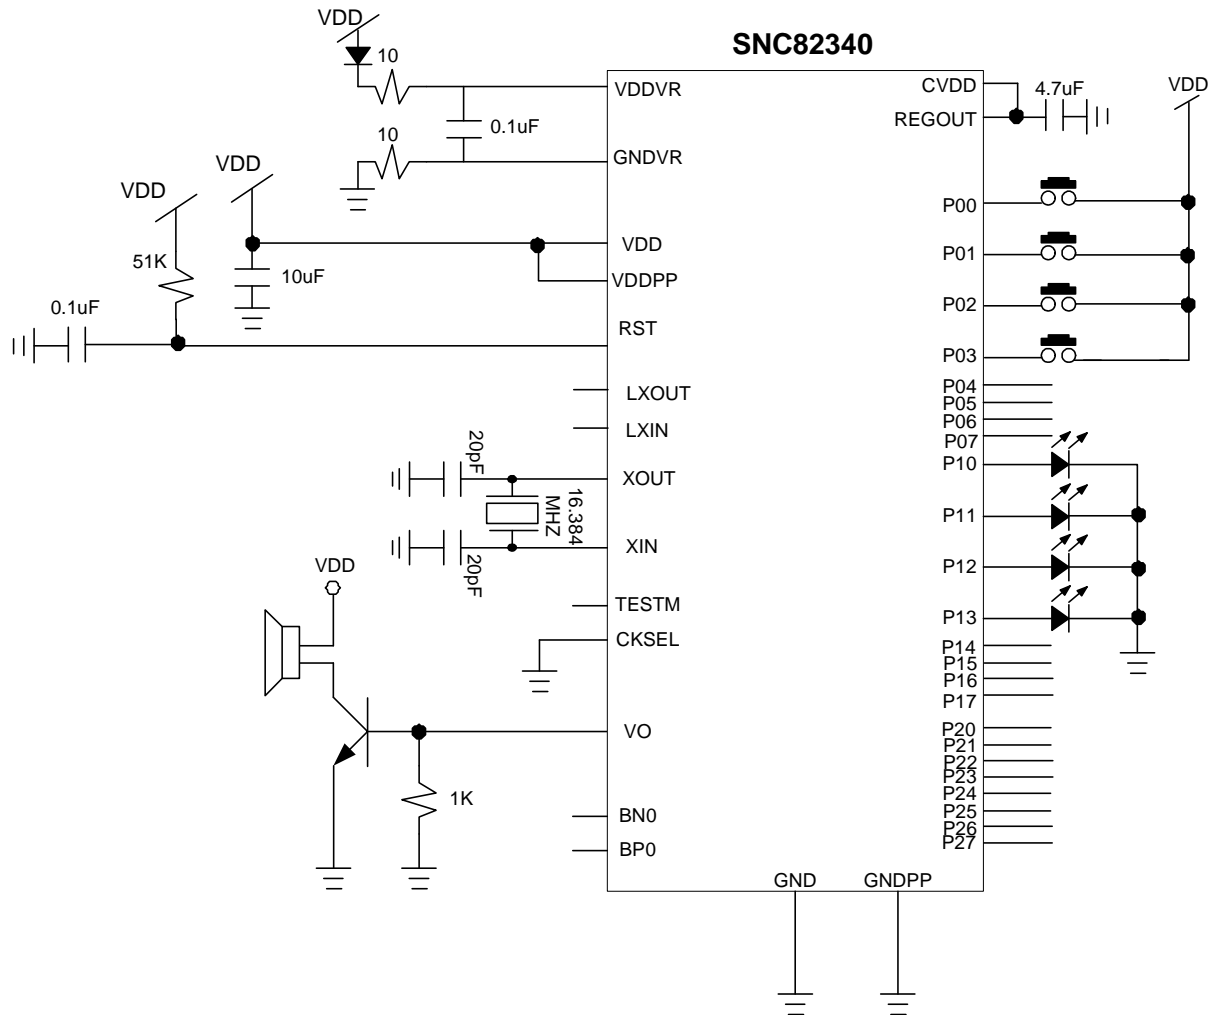 VDD
SNC82340
10
VDDVR
CVDD
4.7uF
VDD
REGOUT
0.1uF
10
GNDVR
VDD
VDD
P00
VDD
P01
51K
10uF
VDDPP
P02
0.1uF
RST
P03
LXOUT
P04
P05
P06
LXIN
P07
P10
20pF
XOUT
16.384
MHZ
P11
XIN
20pF
VDD
P12
TESTM
P13
CKSEL
P14
P15
P16
P17
VO
P20
P21
P22
P23
1K
P24
BN0
P25
P26
BP0
P27
GND
GNDPP